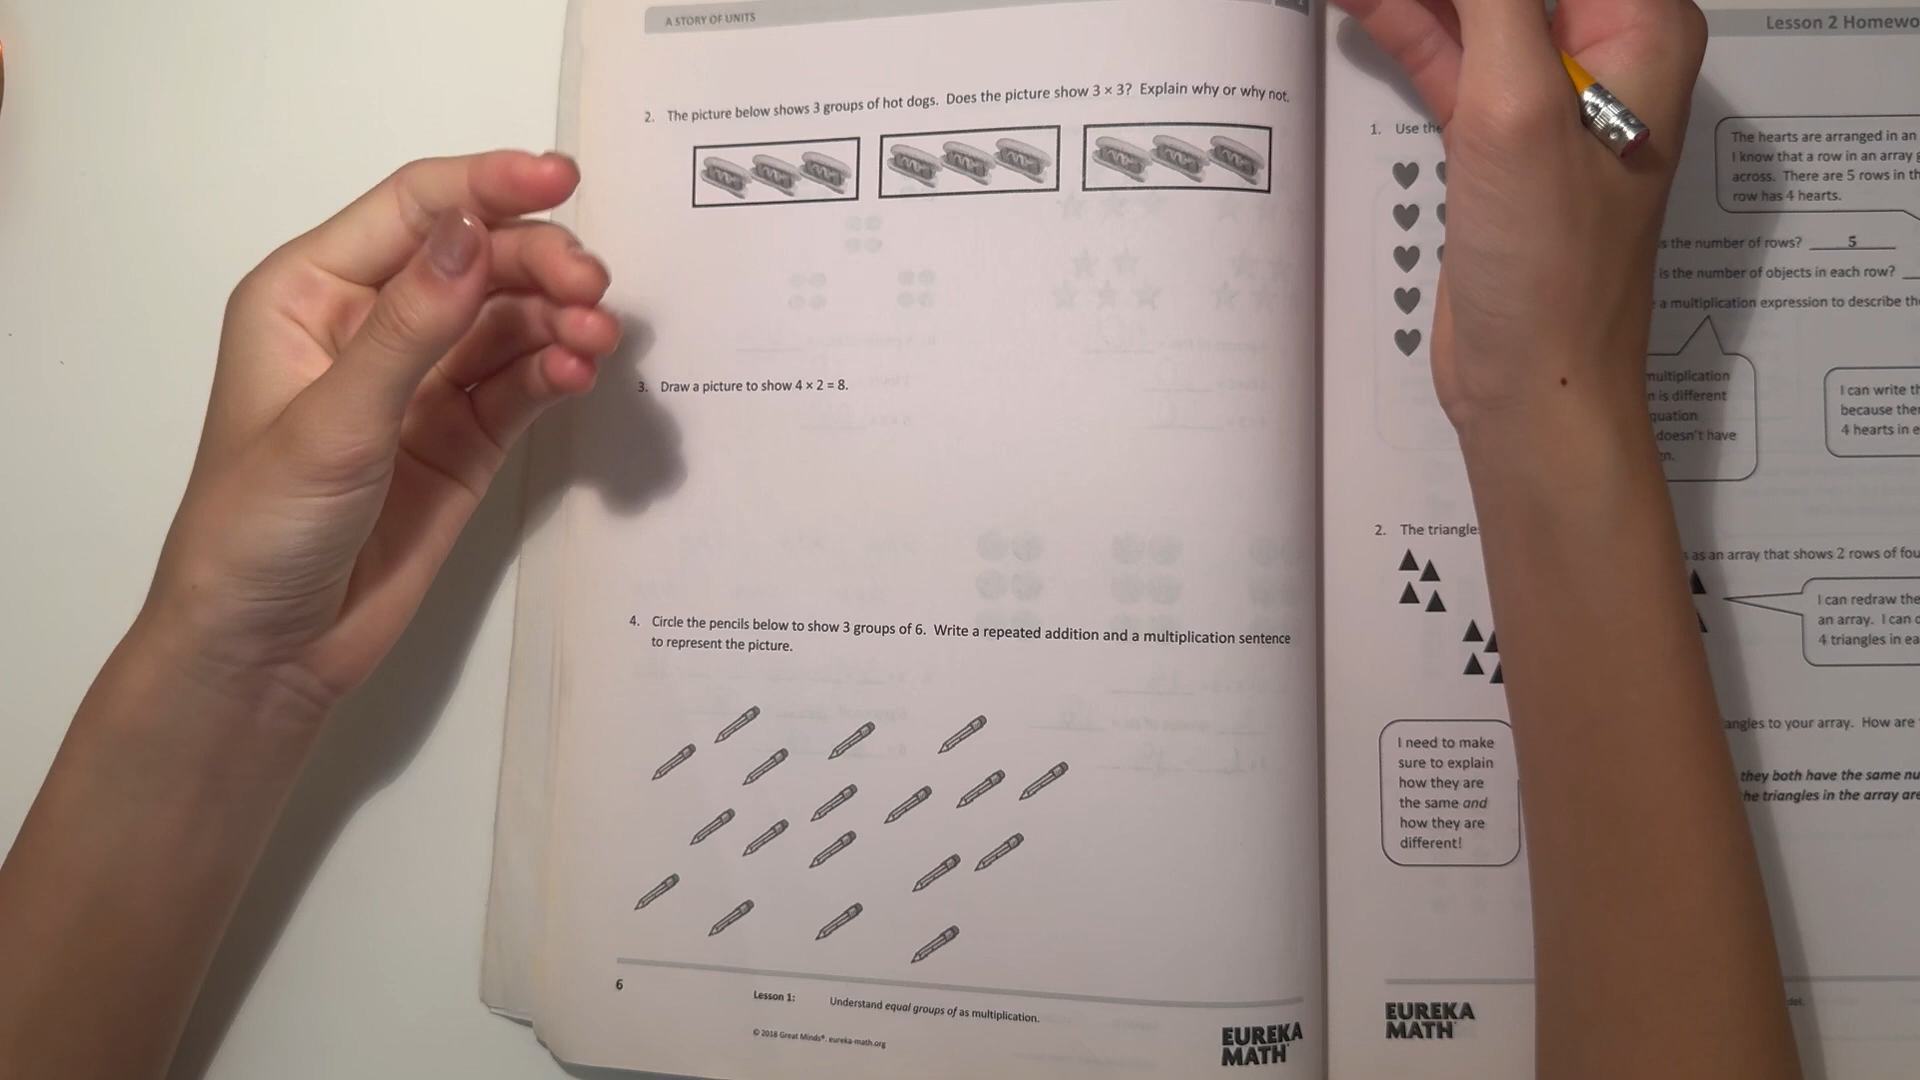 A STORY OF UNITS
2. The picture below shows 3 groups of hot dogs. Does the picture show 3 × 3? Explain why or why not.
3. Draw a picture to show 4 × 2 = 8.
4. Circle the pencils below to show 3 groups of 6. Write a repeated addition and a multiplication sentence
to represent the picture.
6
Lesson 1: Understand equal groups of as multiplication.
© 2018 Great Minds®. eureka-math.org
EUREKA
MATH
Lesson 2 Homewo
1. Use the
The hearts are arranged in an
I know that a row in an array g
across. There are 5 rows in th
row has 4 hearts.
s the number of rows? 5
is the number of objects in each row?
a multiplication expression to describe the
multiplication
n is different
quation
doesn't have
n.
I can write th
because ther
4 hearts in e
2. The triangle
s as an array that shows 2 rows of fou
I can redraw the
an array. I can
4 triangles in ea
angles to your array. How are
I need to make
sure to explain
how they are
the same and
how they are
different!
they both have the same nu
he triangles in the array are
del.
EUREKA
MATH